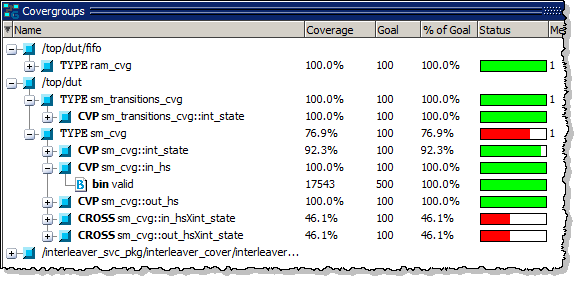 Covergroups
Name Coverage Goal % of Goal Status Me
/top/dut/fifo
TYPE ram_cvg 100.0% 100 100.0% 1
/top/dut
TYPE sm_transitions_cvg 100.0% 100 100.0% 1
CVP sm_transitions_cvg::int_state 100.0% 100 100.0%
TYPE sm_cvg 76.9% 100 76.9% 1
CVP sm_cvg::int_state 92.3% 100 92.3%
CVP sm_cvg::in_hs 100.0% 100 100.0%
B bin valid 17543 500 100.0%
CVP sm_cvg::out_hs 100.0% 100 100.0%
CROSS sm_cvg::in_hsXint_state 46.1% 100 46.1%
CROSS sm_cvg::out_hsXint_state 46.1% 100 46.1%
/interleaver_svc_pkg/interleaver_cover/interleaver...